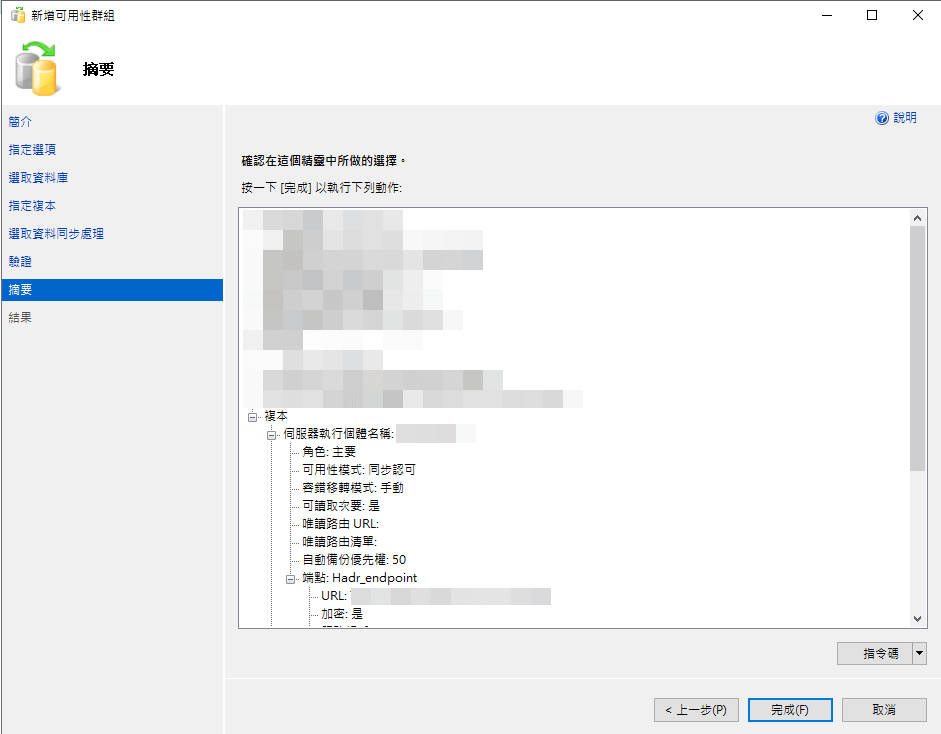 新增可用性群組
摘要
簡介
指定選項
選取資料庫
指定複本
選取資料同步處理
驗證
摘要
結果
說明
確認在這個精靈中所做的選擇。
按一下 [完成] 以執行下列動作:
複本
伺服器執行個體名稱:
角色: 主要
可用性模式: 同步認可
容錯移轉模式: 手動
可讀取次要: 是
唯讀路由 URL:
唯讀路由清單:
自動備份優先權: 50
端點: Hadr_endpoint
URL:
加密: 是
指令碼
< 上一步(P)
完成(F)
取消